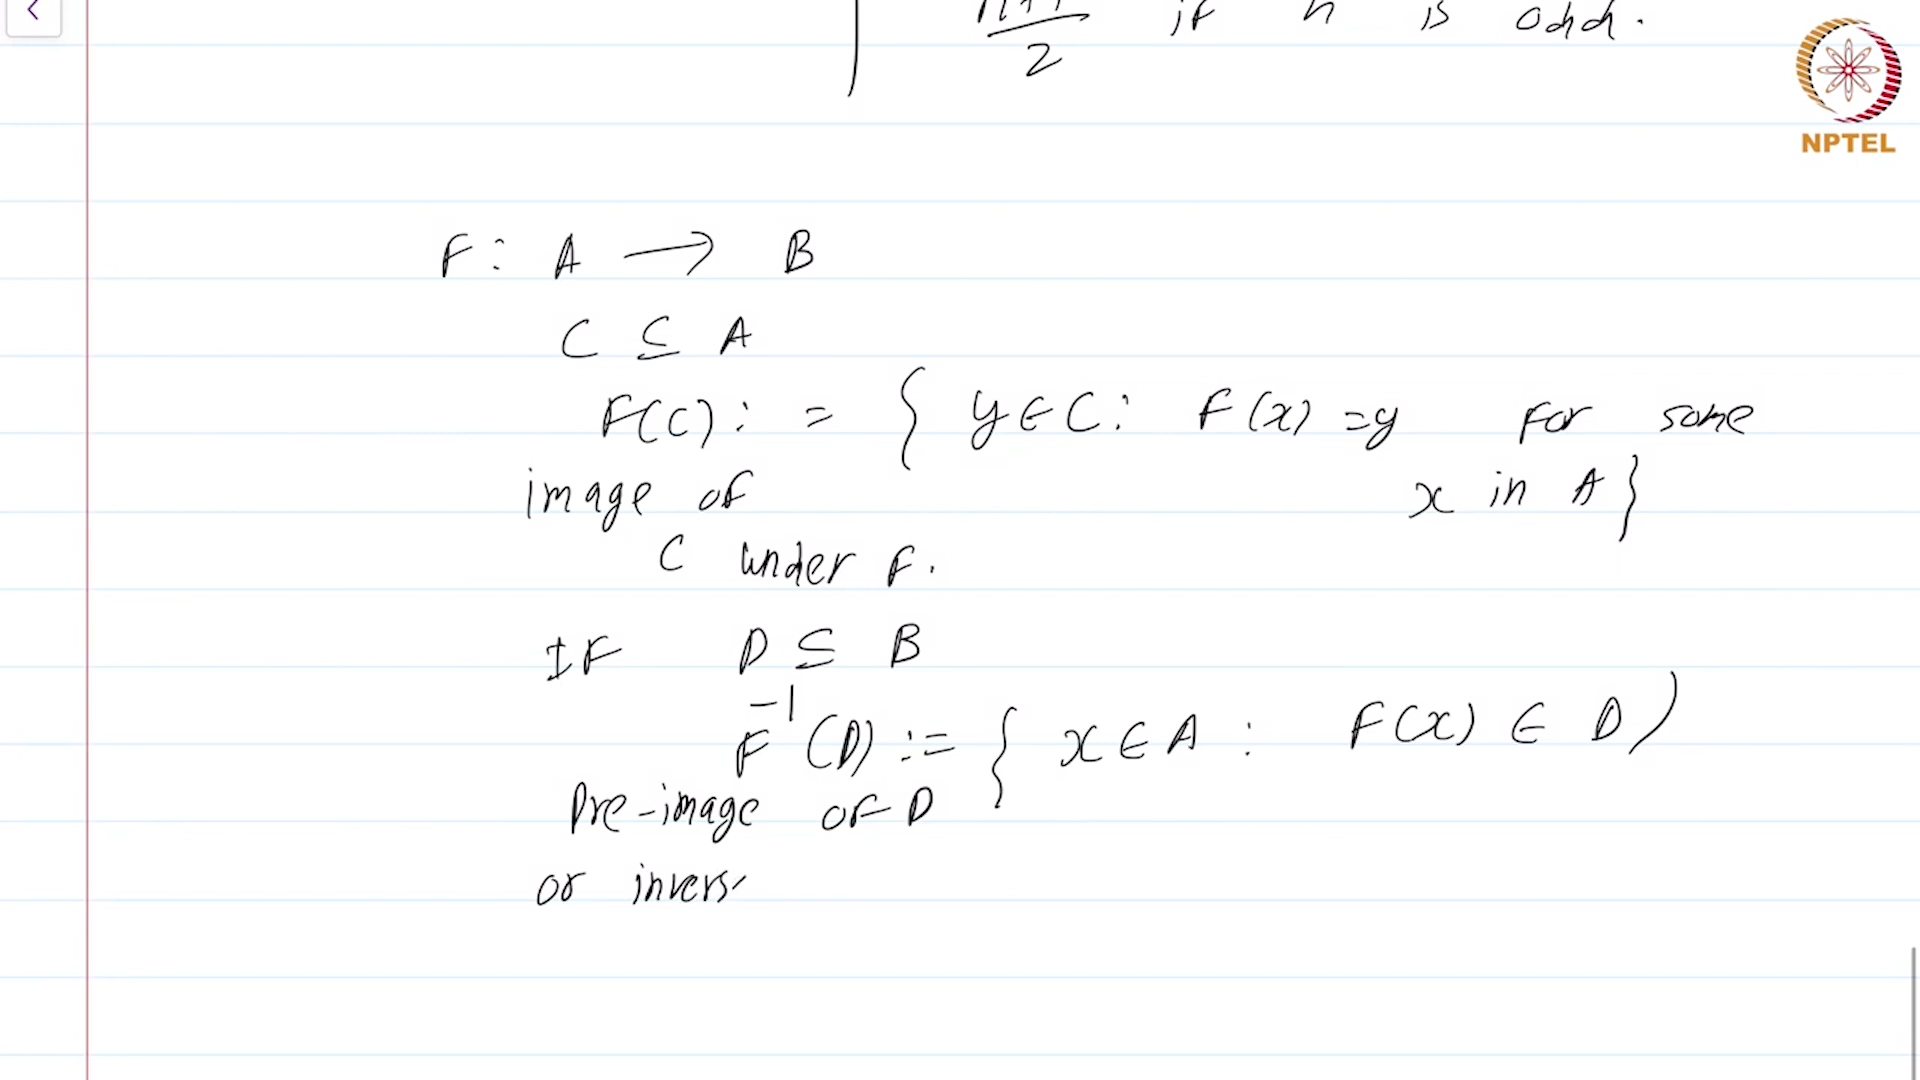 n+1/2 if n is odd.
NPTEL
F: A → B
C ⊆ A
F(C) := { y ∈ C : F(x) = y for some
image of x in A }
C under F.
IF D ⊆ B
F⁻¹(D) := { x ∈ A : F(x) ∈ D )
Pre-image of D
or invers